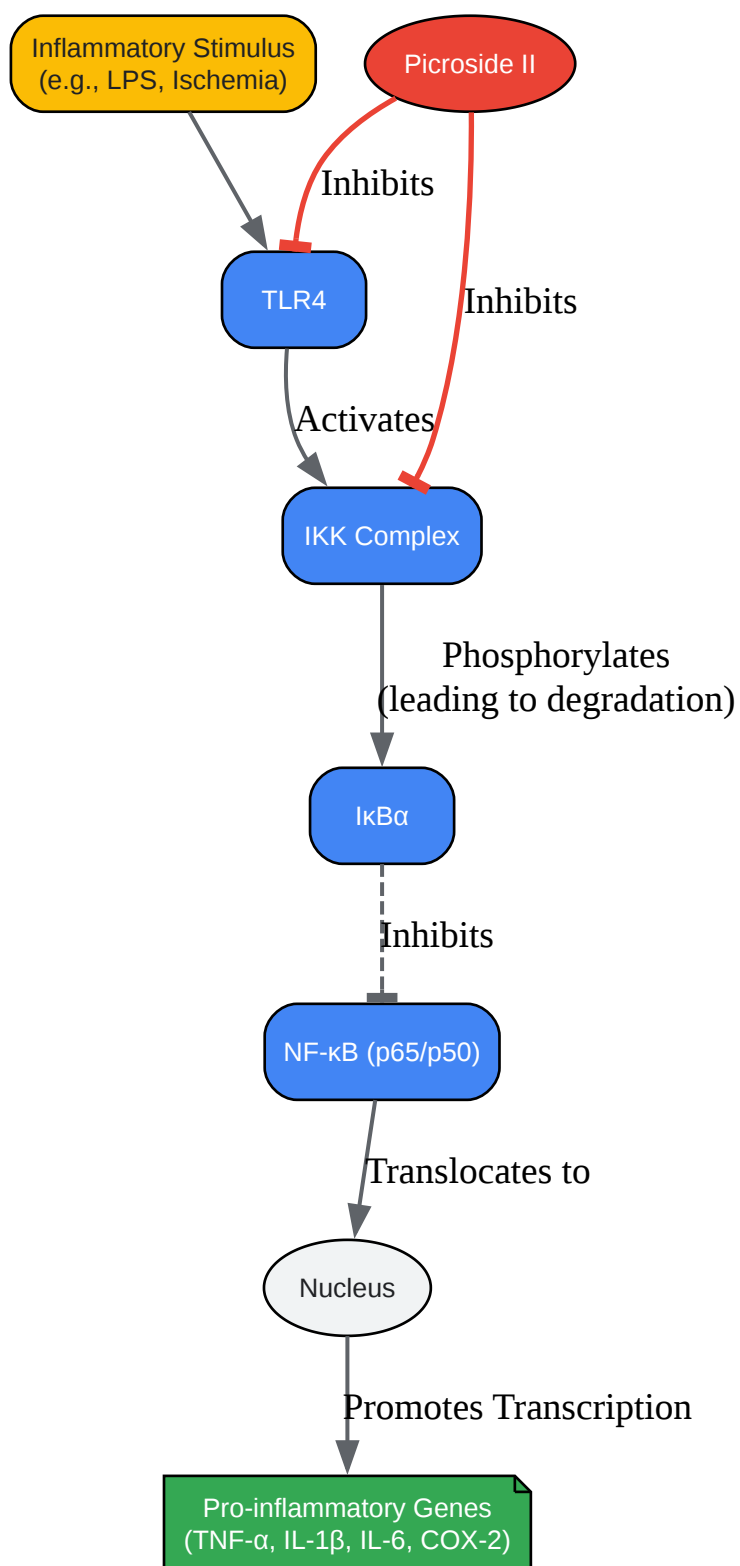 Inflammatory Stimulus
(e.g., LPS, Ischemia)
Picroside II
Inhibits
TLR4
Inhibits
Activates
IKK Complex
Phosphorylates
(leading to degradation)
IκBα
Inhibits
NF-κB (p65/p50)
Translocates to
Nucleus
Promotes Transcription
Pro-inflammatory Genes
(TNF-α, IL-1β, IL-6, COX-2)